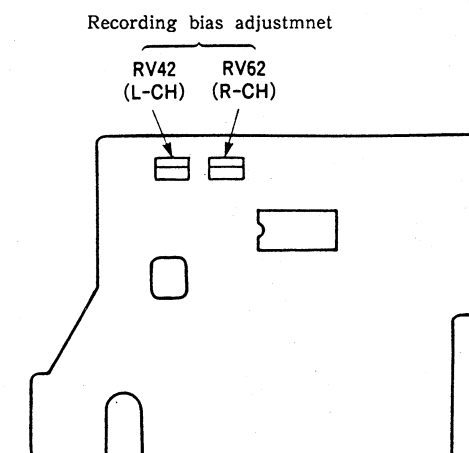 Recording bias adjustmnet
RV42 RV62
(L-CH) (R-CH)